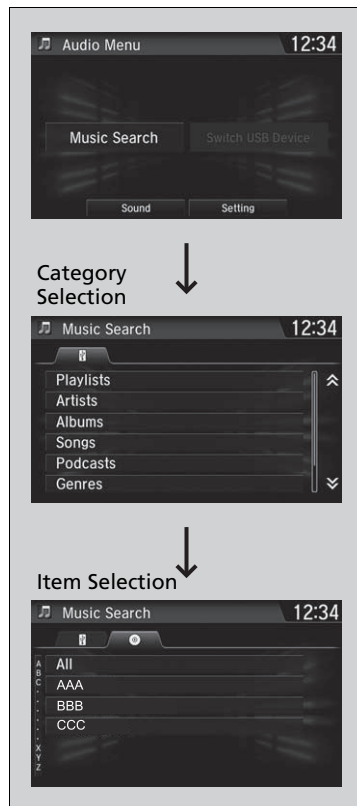 Audio Menu 12:34
Music Search Switch USB Device
Sound Setting
Category
Selection
Music Search 12:34
Playlists
Artists
Albums
Songs
Podcasts
Genres
Item Selection
Music Search 12:34
A
B
C
X
Y
Z
All
AAA
BBB
CCC